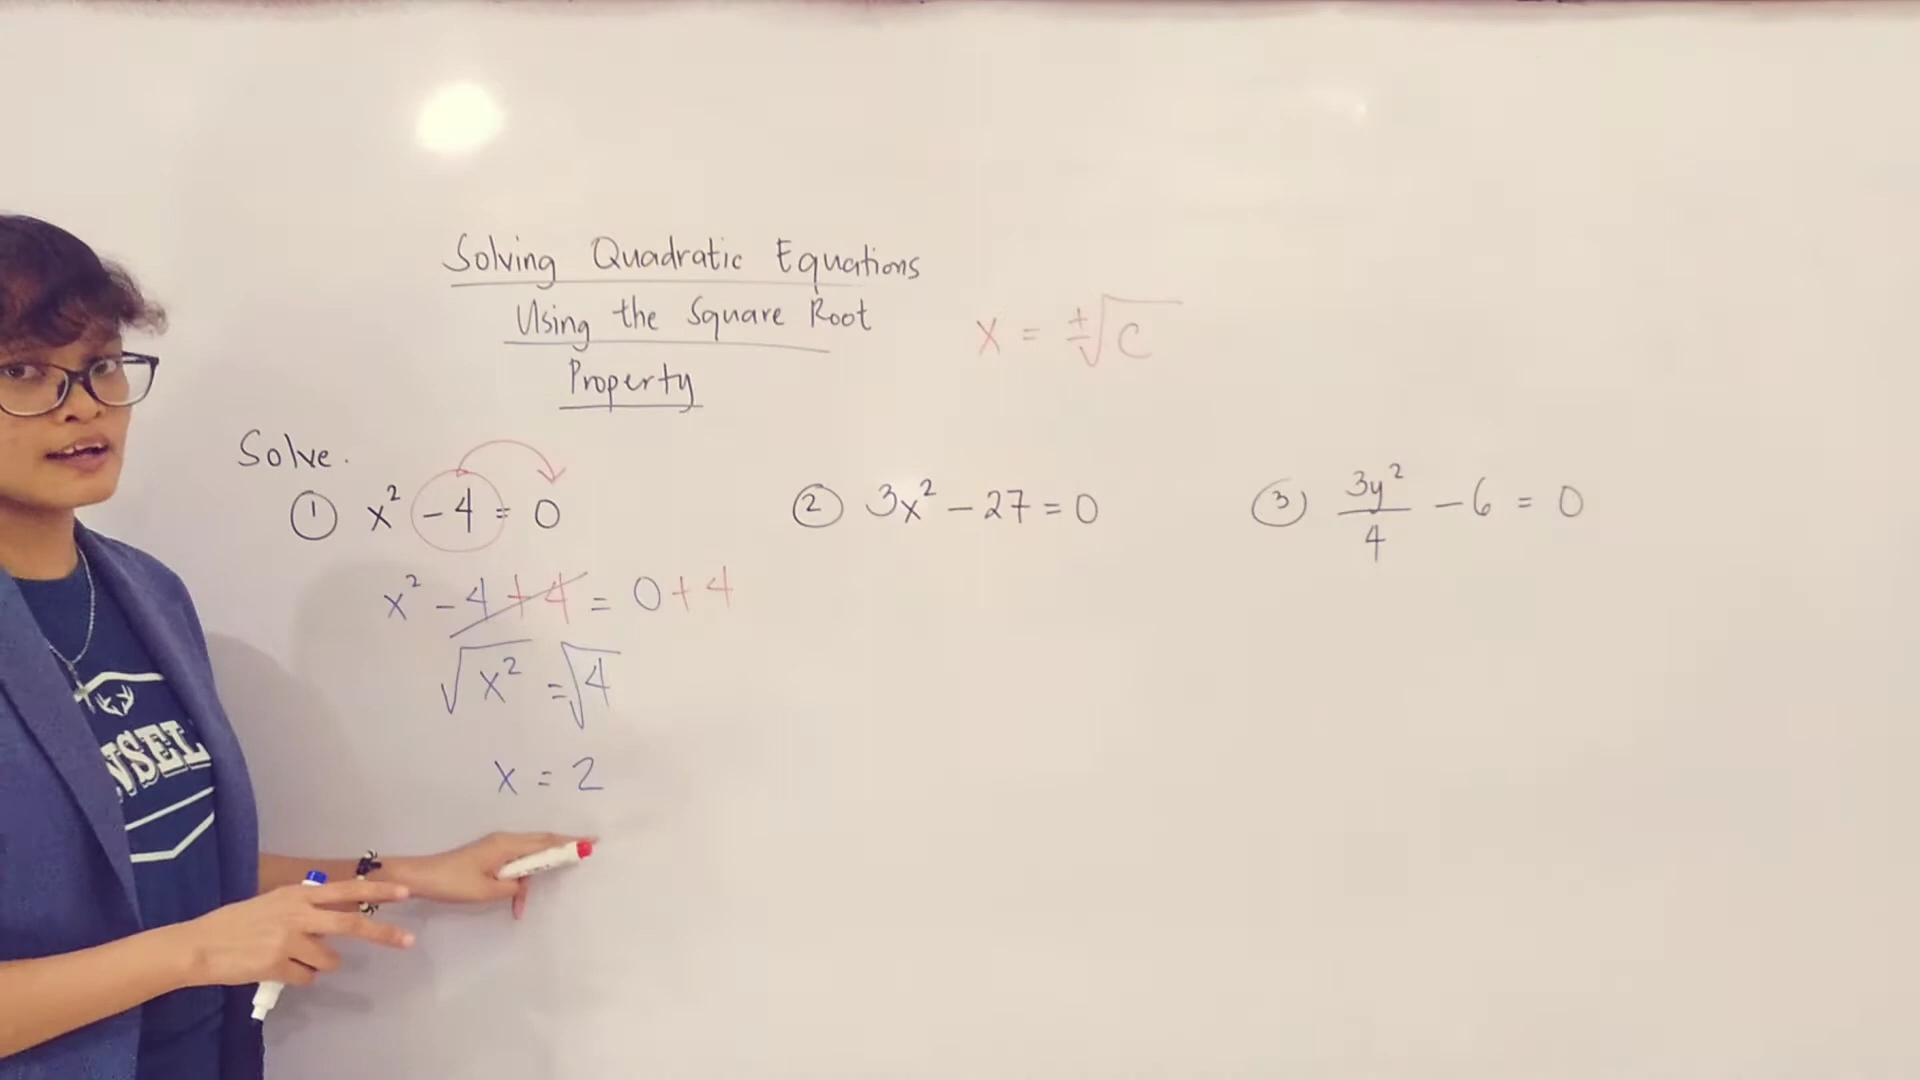 Solving Quadratic Equations
Using the Square Root
Property
x = ±√c
Solve.
① x² - 4 = 0
x² - 4 + 4 = 0 + 4
√x² = √4
x = 2
② 3x² - 27 = 0
③ 3y²/4 - 6 = 0